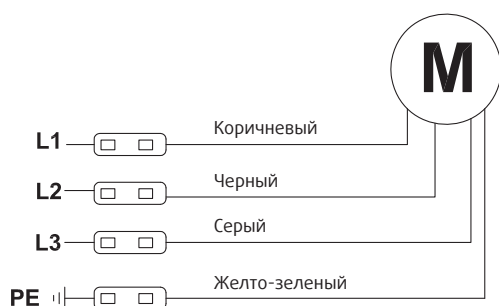 M
L1 Коричневый
L2 Черный
L3 Серый
PE Желто-зеленый